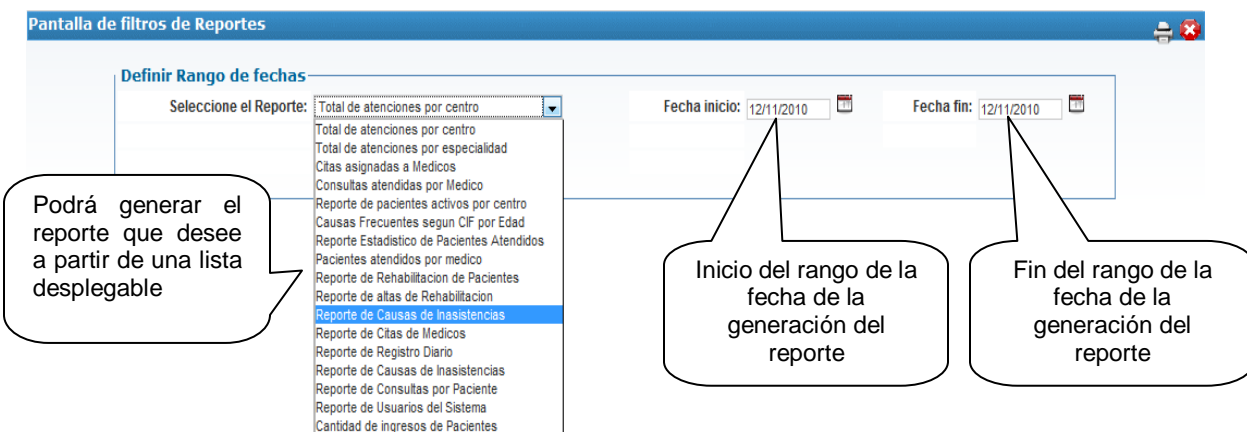 Pantalla de filtros de Reportes
Definir Rango de fechas
Seleccione el Reporte: Total de atenciones por centro Fecha inicio: 12/11/2010 Fecha fin: 12/11/2010
Total de atenciones por centro
Total de atenciones por especialidad
Citas asignadas a Medicos
Consultas atendidas por Medico
Reporte de pacientes activos por centro
Causas Frecuentes segun CIF por Edad
Reporte Estadistico de Pacientes Atendidos
Pacientes atendidos por medico
Reporte de Rehabilitacion de Pacientes
Reporte de altas de Rehabilitacion
Reporte de Causas de Inasistencias
Reporte de Citas de Medicos
Reporte de Registro Diario
Reporte de Causas de Inasistencias
Reporte de Consultas por Paciente
Reporte de Usuarios del Sistema
Cantidad de ingresos de Pacientes
Podrá generar el
reporte que desee
a partir de una lista
desplegable
Inicio del rango de la
fecha de la
generación del
reporte
Fin del rango de la
fecha de la
generación del
reporte